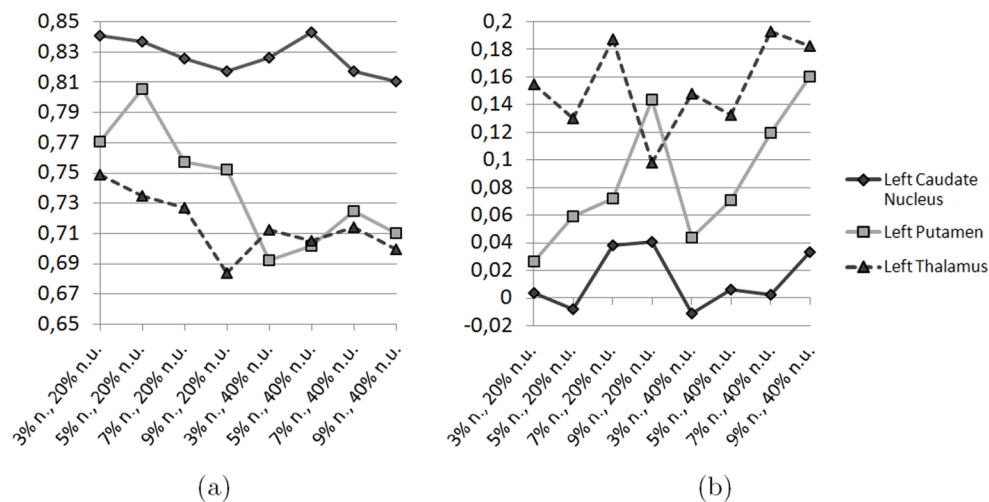 0,85
0,83
0,81
0,79
0,77
0,75
0,73
0,71
0,69
0,67
0,65
3% n., 20% n.u.
5% n., 20% n.u.
7% n., 20% n.u.
9% n., 20% n.u.
3% n., 40% n.u.
5% n., 40% n.u.
7% n., 40% n.u.
9% n., 40% n.u.
(a)
0,2
0,18
0,16
0,14
0,12
0,1
0,08
0,06
0,04
0,02
0
-0,02
3% n., 20% n.u.
5% n., 20% n.u.
7% n., 20% n.u.
9% n., 20% n.u.
3% n., 40% n.u.
5% n., 40% n.u.
7% n., 40% n.u.
9% n., 40% n.u.
(b)
Left Caudate
Nucleus
Left Putamen
Left Thalamus